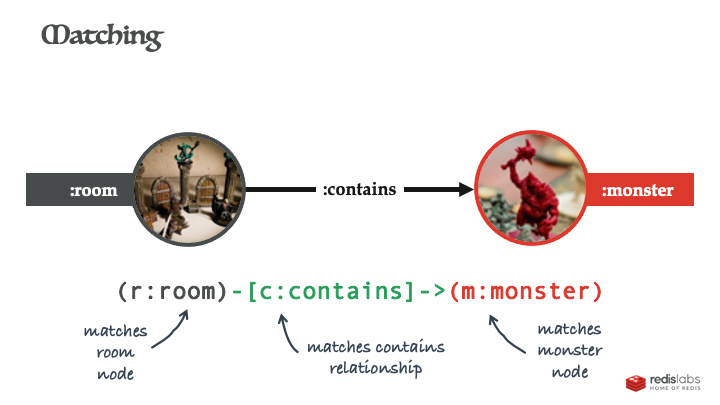 Matching
:room
:contains
:monster
(r:room)-[c:contains]->(m:monster)
matches
room
node
matches contains
relationship
matches
monster
node
redislabs
HOME OF REDIS